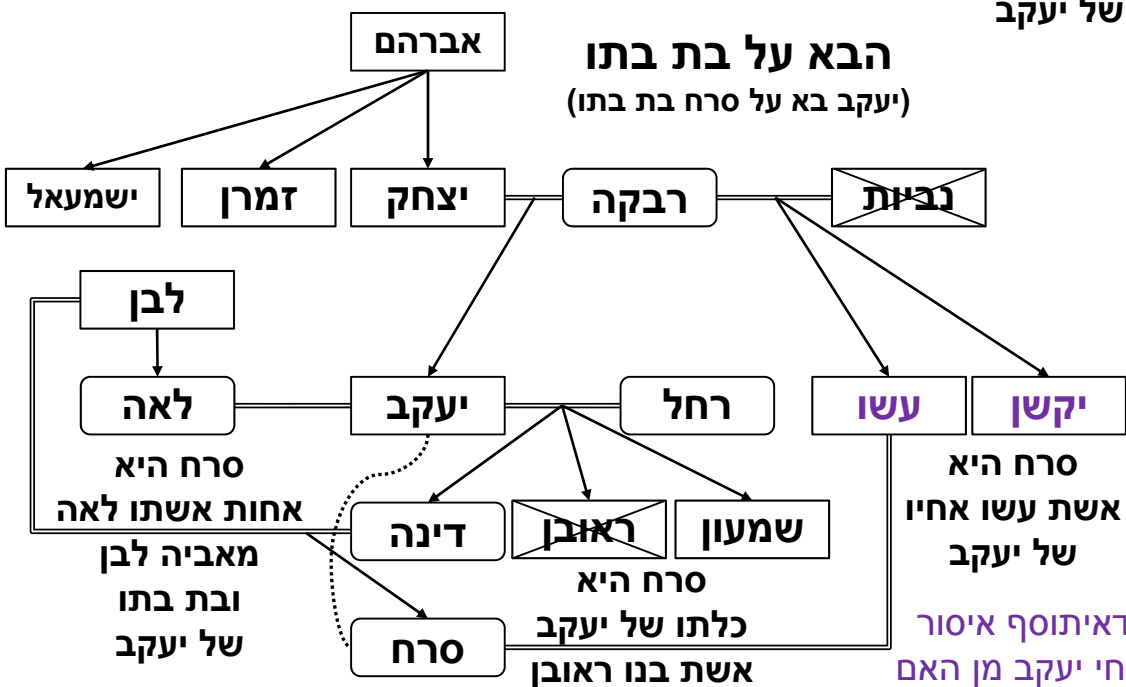 של יעקב
אברהם
הבא על בת בתו
(יעקב בא על סרח בת בתו)
ישמעאל
זמרן
יצחק
רבקה
נביות
לבן
לאה
יעקב
רחל
עשו
יקשן
סרח היא
אחות אשתו לאה
מאביה לבן
ובת בתו
של יעקב
דינה
ראובן
שמעון
סרח היא
אשת עשו אחיו
של יעקב
סרח היא
כלתו של יעקב
אשת בנו ראובן
סרח
דאיתוסף איסור
חי יעקב מן האם